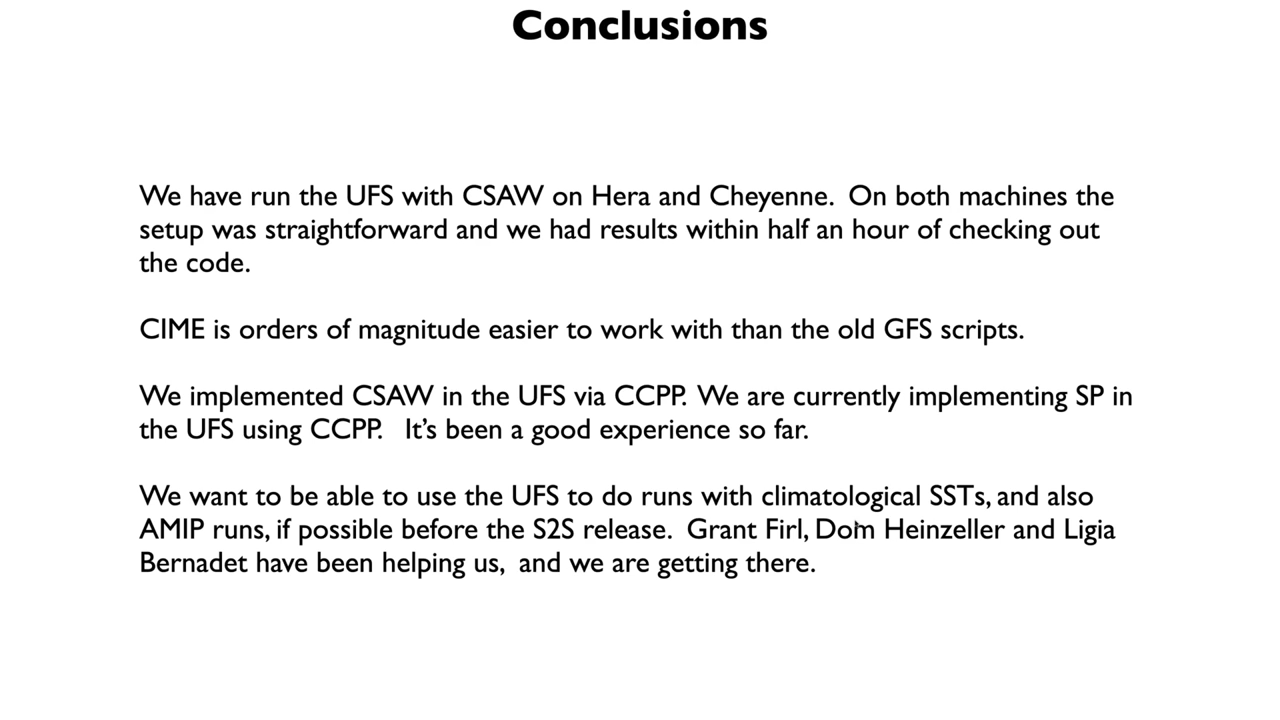 Conclusions
We have run the UFS with CSAW on Hera and Cheyenne.  On both machines the
setup was straightforward and we had results within half an hour of checking out
the code.
CIME is orders of magnitude easier to work with than the old GFS scripts.
We implemented CSAW in the UFS via CCPP. We are currently implementing SP in
the UFS using CCPP.   It’s been a good experience so far.
We want to be able to use the UFS to do runs with climatological SSTs, and also
AMIP runs, if possible before the S2S release.  Grant Firl, Dom Heinzeller and Ligia
Bernadet have been helping us,  and we are getting there.